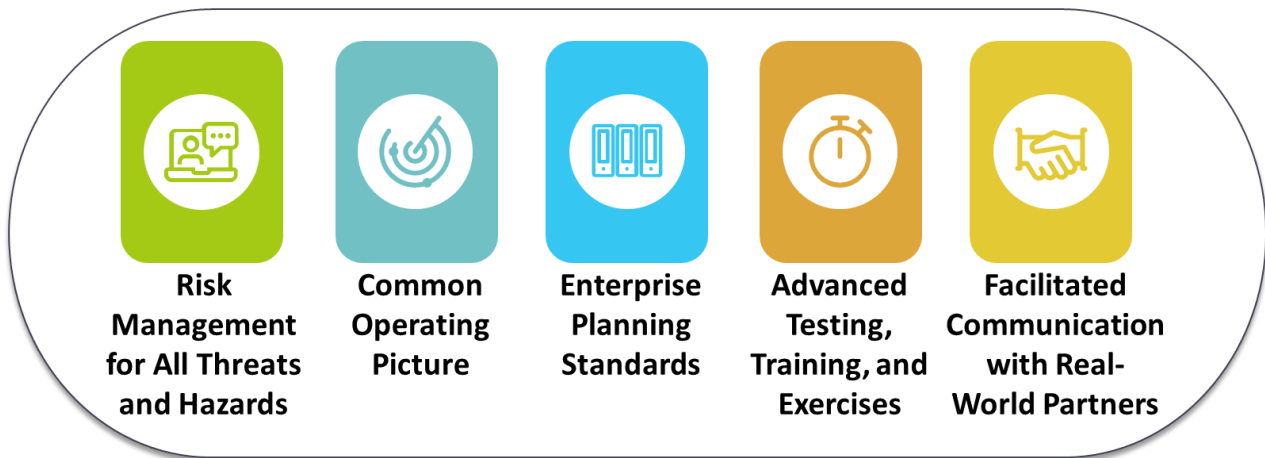 Risk
Management
for All Threats
and Hazards
Common
Operating
Picture
Enterprise
Planning
Standards
Advanced
Testing,
Training, and
Exercises
Facilitated
Communication
with Real-
World Partners